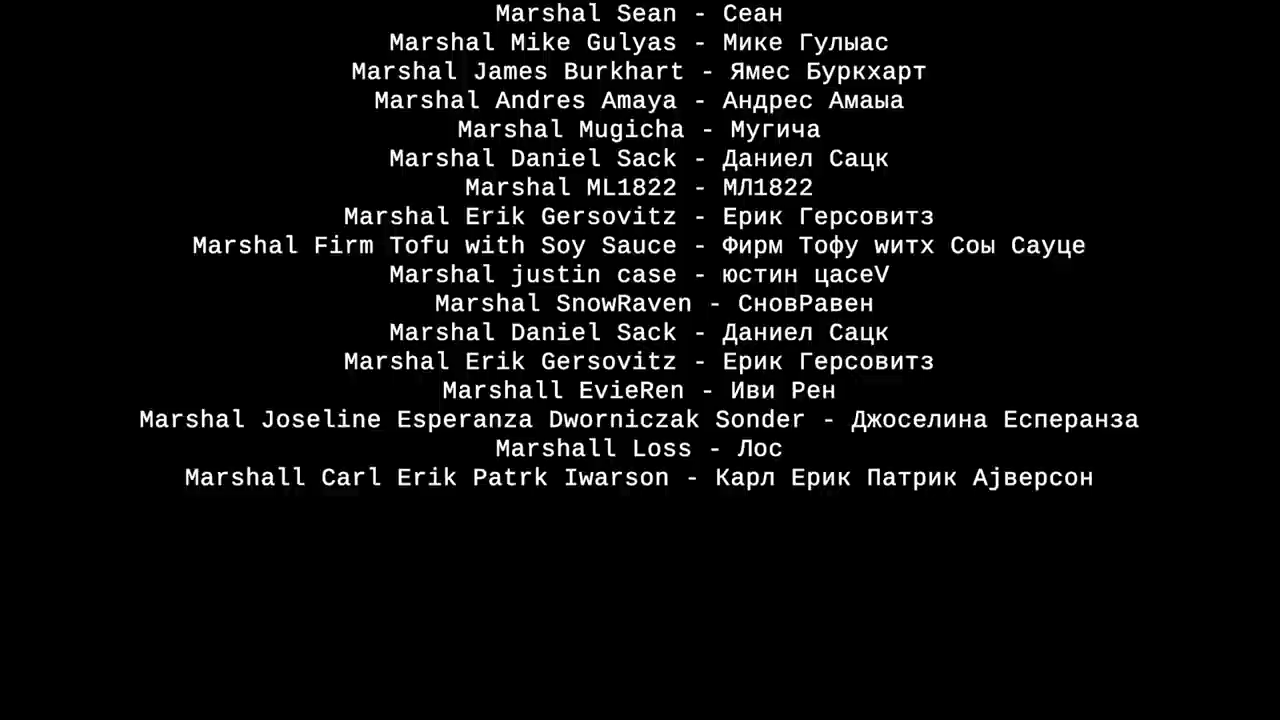 Marshal Sean - Сеан
Marshal Mike Gulyas - Мике Гулыас
Marshal James Burkhart - Ямес Буркхарт
Marshal Andres Amaya - Андрес Амаыа
Marshal Mugicha - Мугича
Marshal Daniel Sack - Даниел Сацк
Marshal ML1822 - МЛ1822
Marshal Erik Gersovitz - Ерик Герсовитз
Marshal Firm Tofu with Soy Sauce - Фирм Тофу wитх Соы Сауце
Marshal justin case - юстин цасеV
Marshal SnowRaven - СновРавен
Marshal Daniel Sack - Даниел Сацк
Marshal Erik Gersovitz - Ерик Герсовитз
Marshall EvieRen - Иви Рен
Marshal Joseline Esperanza Dworniczak Sonder - Джоселина Есперанза
Marshall Loss - Лос
Marshall Carl Erik Patrk Iwarson - Карл Ерик Патрик Ајверсон